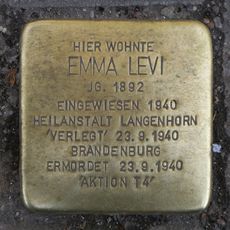 HIER WOHNTE
EMMA LEVI
JG. 1892
EINGEWIESEN 1940
HEILANSTALT LANGENHORN
'VERLEGT' 23.9.1940
BRANDENBURG
ERMORDET 23.9.1940
'AKTION T4'